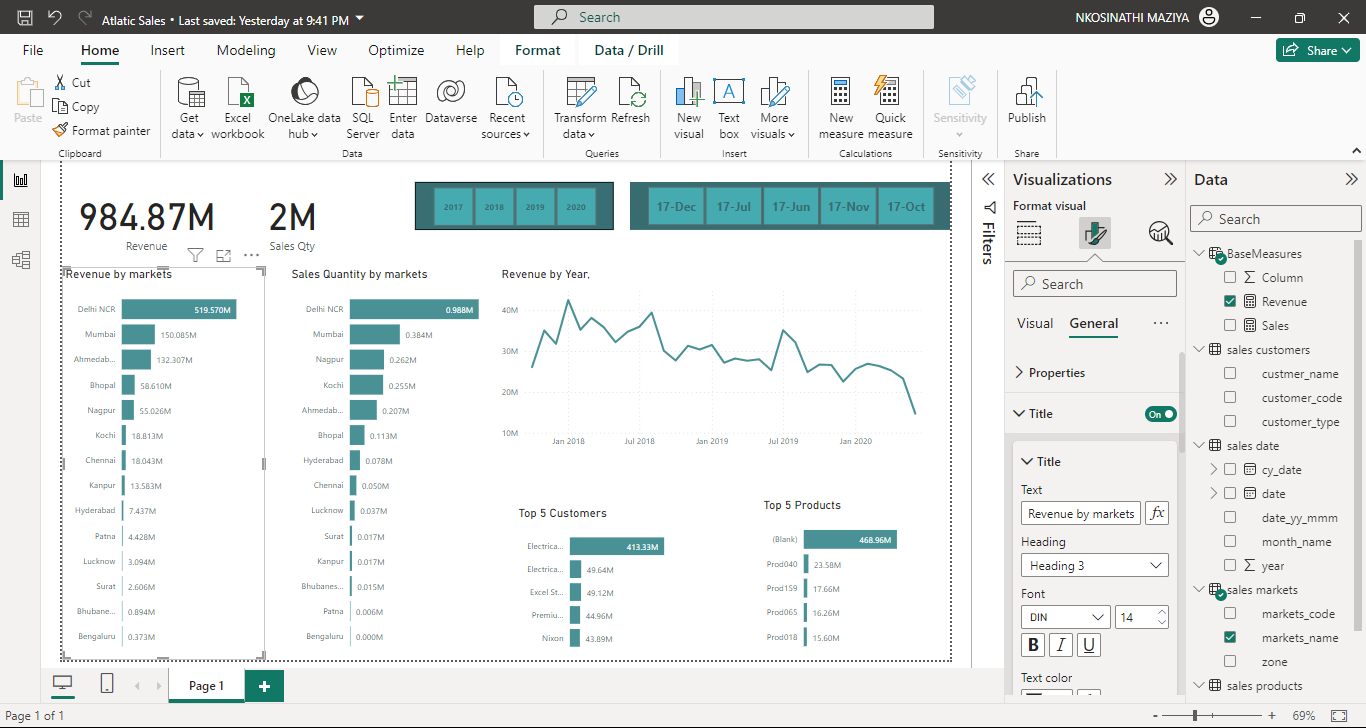 Atlatic Sales • Last saved: Yesterday at 9:41 PM
Search
NKOSINATHI MAZIYA
File Home Insert Modeling View Optimize Help Format Data / Drill
Share
Paste
Cut
Copy
Format painter
Clipboard
Get data
Excel workbook
OneLake data hub
SQL Server
Enter data
Dataverse
Recent sources
Data
Transform data
Refresh
Queries
New visual
Text box
More visuals
Insert
New measure
Quick measure
Calculations
Sensitivity
Sensitivity
Publish
Share
984.87M
Revenue
2M
Sales Qty
2017 2018 2019 2020
17-Dec 17-Jul 17-Jun 17-Nov 17-Oct
Revenue by markets
Delhi NCR 519.570M
Mumbai 150.085M
Ahmedab... 132.307M
Bhopal 58.610M
Nagpur 55.026M
Kochi 18.813M
Chennai 18.043M
Kanpur 13.583M
Hyderabad 7.437M
Patna 4.428M
Lucknow 3.094M
Surat 2.606M
Bhubane... 0.894M
Bengaluru 0.373M
Sales Quantity by markets
Delhi NCR 0.988M
Mumbai 0.384M
Nagpur 0.262M
Kochi 0.255M
Ahmedab... 0.207M
Bhopal 0.113M
Hyderabad 0.078M
Chennai 0.050M
Lucknow 0.037M
Surat 0.017M
Kanpur 0.017M
Bhubanes... 0.015M
Patna 0.006M
Bengaluru 0.000M
Revenue by Year,
40M
30M
20M
10M
Jan 2018 Jul 2018 Jan 2019 Jul 2019 Jan 2020
Top 5 Customers
Electrica... 413.33M
Electrica... 49.64M
Excel St... 49.12M
Premiu... 44.96M
Nixon 43.89M
Top 5 Products
(Blank) 468.96M
Prod040 23.58M
Prod159 17.66M
Prod065 16.26M
Prod018 15.60M
Filters
Visualizations
Format visual
Search
Visual General ...
Properties
Title On
Title
Text
Revenue by markets fx
Heading
Heading 3
Font
DIN 14
B I U
Text color
Data
Search
BaseMeasures
Column
Revenue
Sales
sales customers
custmer_name
customer_code
customer_type
sales date
cy_date
date
date_yy_mmm
month_name
year
sales markets
markets_code
markets_name
zone
sales products
Page 1
Page 1 of 1
- + 69%